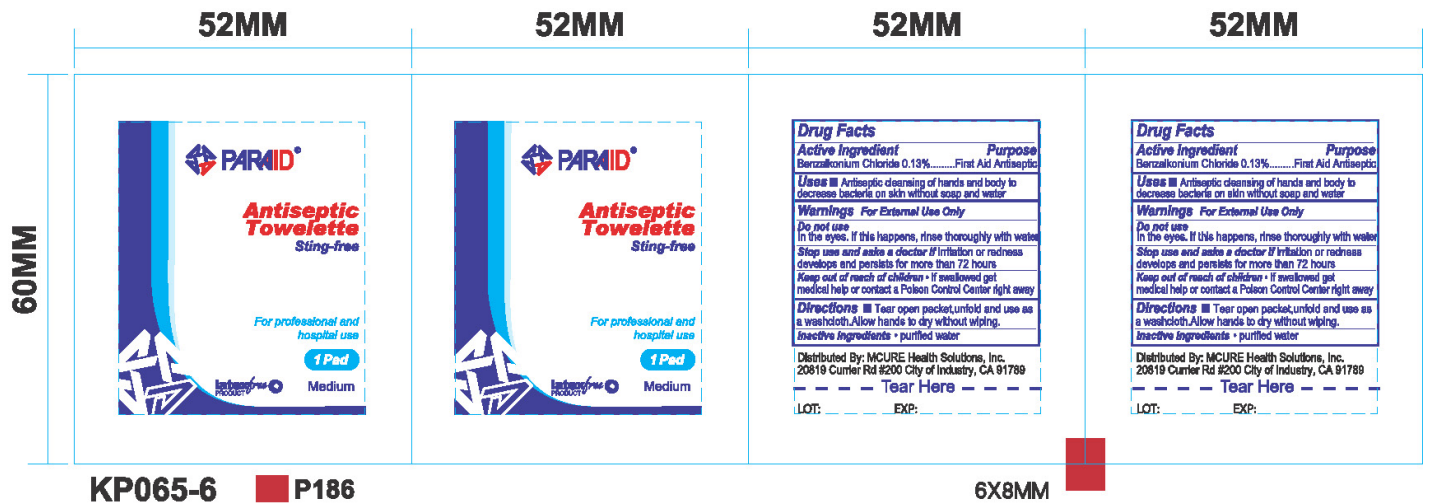 52MM
52MM
52MM
52MM
60MM
PARAID®
Antiseptic
Towelette
Sting-free
For professional and
hospital use
1 Pad
Latexfree
PRODUCT
Medium
PARAID®
Antiseptic
Towelette
Sting-free
For professional and
hospital use
1 Pad
Latexfree
PRODUCT
Medium
Drug Facts
Active Ingredient Purpose
Benzalkonium Chloride 0.13%.........First Aid Antiseptic
Uses ■ Antiseptic cleansing of hands and body to
decrease bacteria on skin without soap and water
Warnings For External Use Only
Do not use
in the eyes. If this happens, rinse thoroughly with water
Stop use and aske a doctor if irritation or redness
develops and persists for more than 72 hours
Keep out of reach of children • If swallowed get
medical help or contact a Poison Control Center right away
Directions ■ Tear open packet,unfold and use as
a washcloth.Allow hands to dry without wiping.
Inactive Ingredients • purified water
Distributed By: MCURE Health Solutions, Inc.
20819 Currier Rd #200 City of Industry, CA 91789
Tear Here
LOT: EXP:
Drug Facts
Active Ingredient Purpose
Benzalkonium Chloride 0.13%.........First Aid Antiseptic
Uses ■ Antiseptic cleansing of hands and body to
decrease bacteria on skin without soap and water
Warnings For External Use Only
Do not use
in the eyes. If this happens, rinse thoroughly with water
Stop use and aske a doctor if irritation or redness
develops and persists for more than 72 hours
Keep out of reach of children • If swallowed get
medical help or contact a Poison Control Center right away
Directions ■ Tear open packet,unfold and use as
a washcloth.Allow hands to dry without wiping.
Inactive Ingredients • purified water
Distributed By: MCURE Health Solutions, Inc.
20819 Currier Rd #200 City of Industry, CA 91789
Tear Here
LOT: EXP:
KP065-6
P186
6X8MM